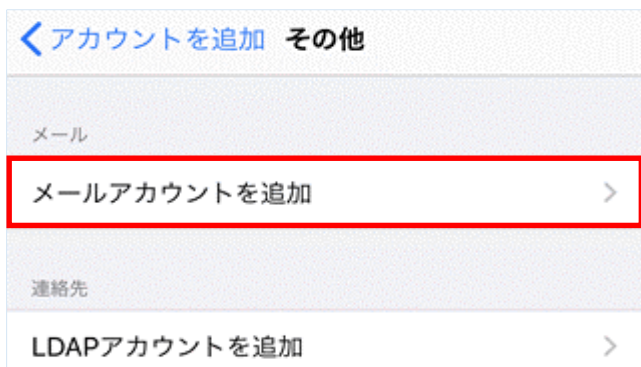 アカウントを追加 その他
メール
メールアカウントを追加
連絡先
LDAPアカウントを追加